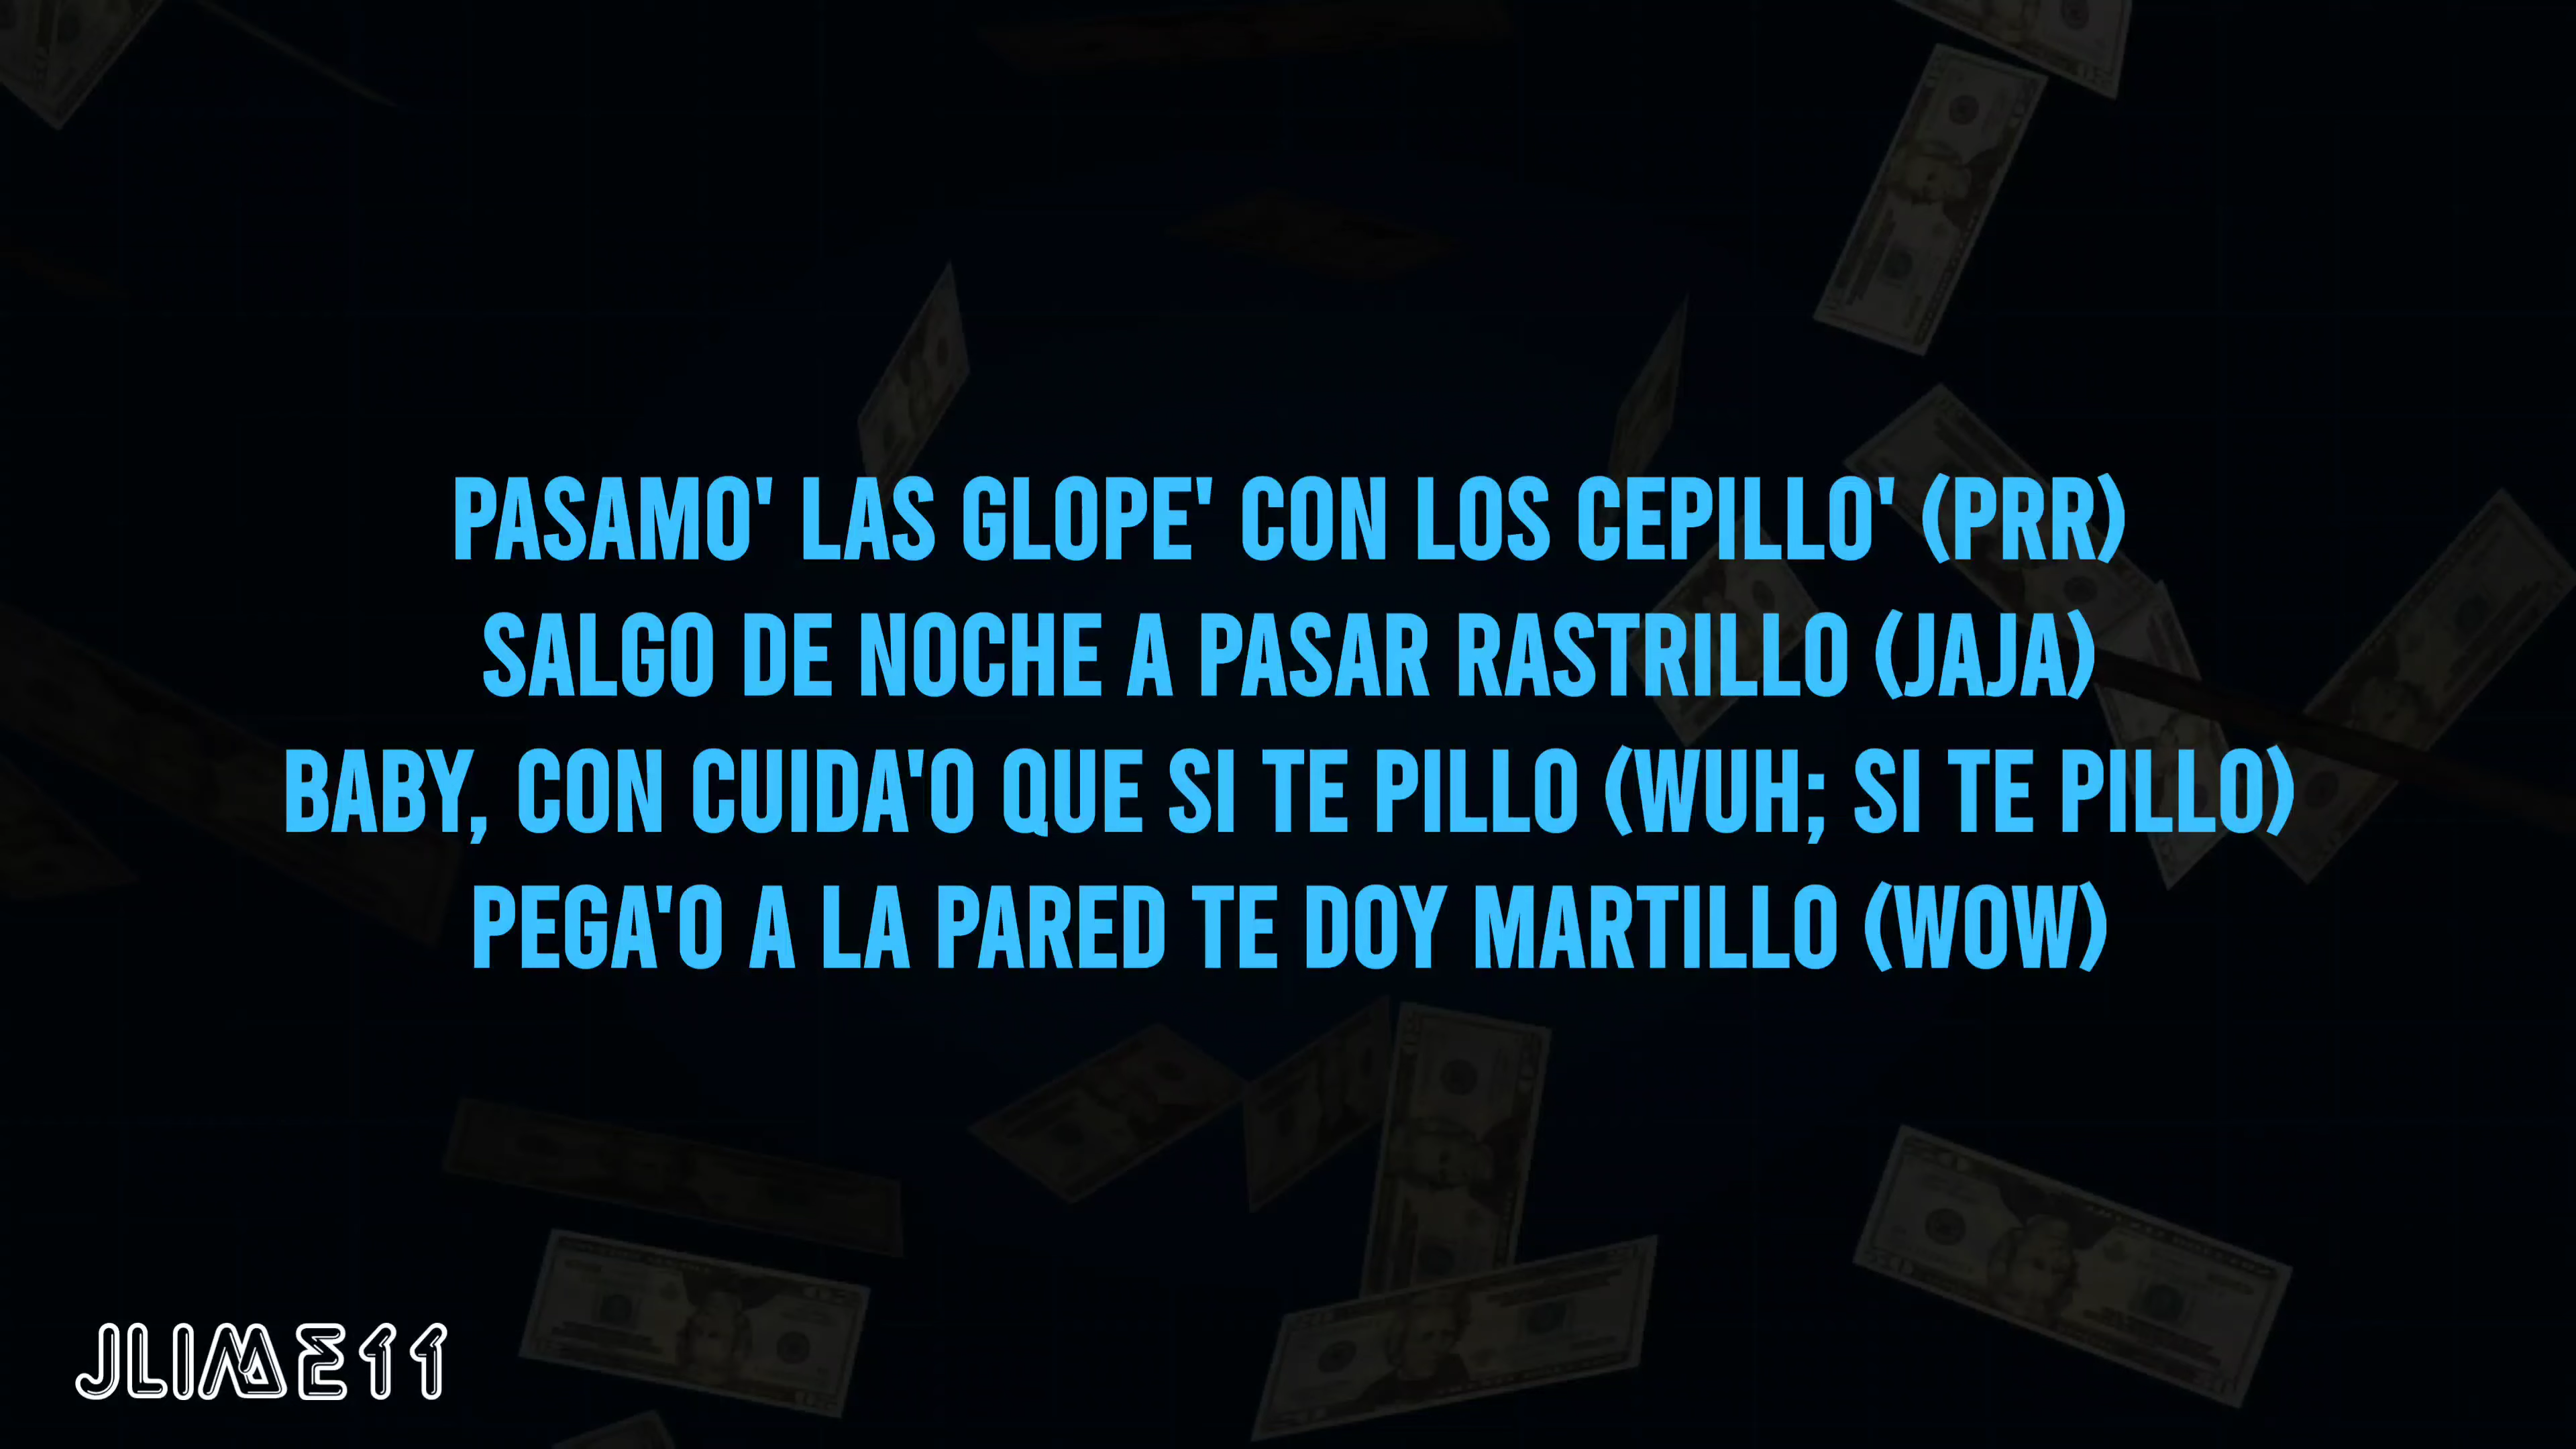 PASAMO' LAS GLOPE' CON LOS CEPILLO' (PRR)
SALGO DE NOCHE A PASAR RASTRILLO (JAJA)
BABY, CON CUIDA'O QUE SI TE PILLO (WUH; SI TE PILLO)
PEGA'O A LA PARED TE DOY MARTILLO (WOW)
JLIME11